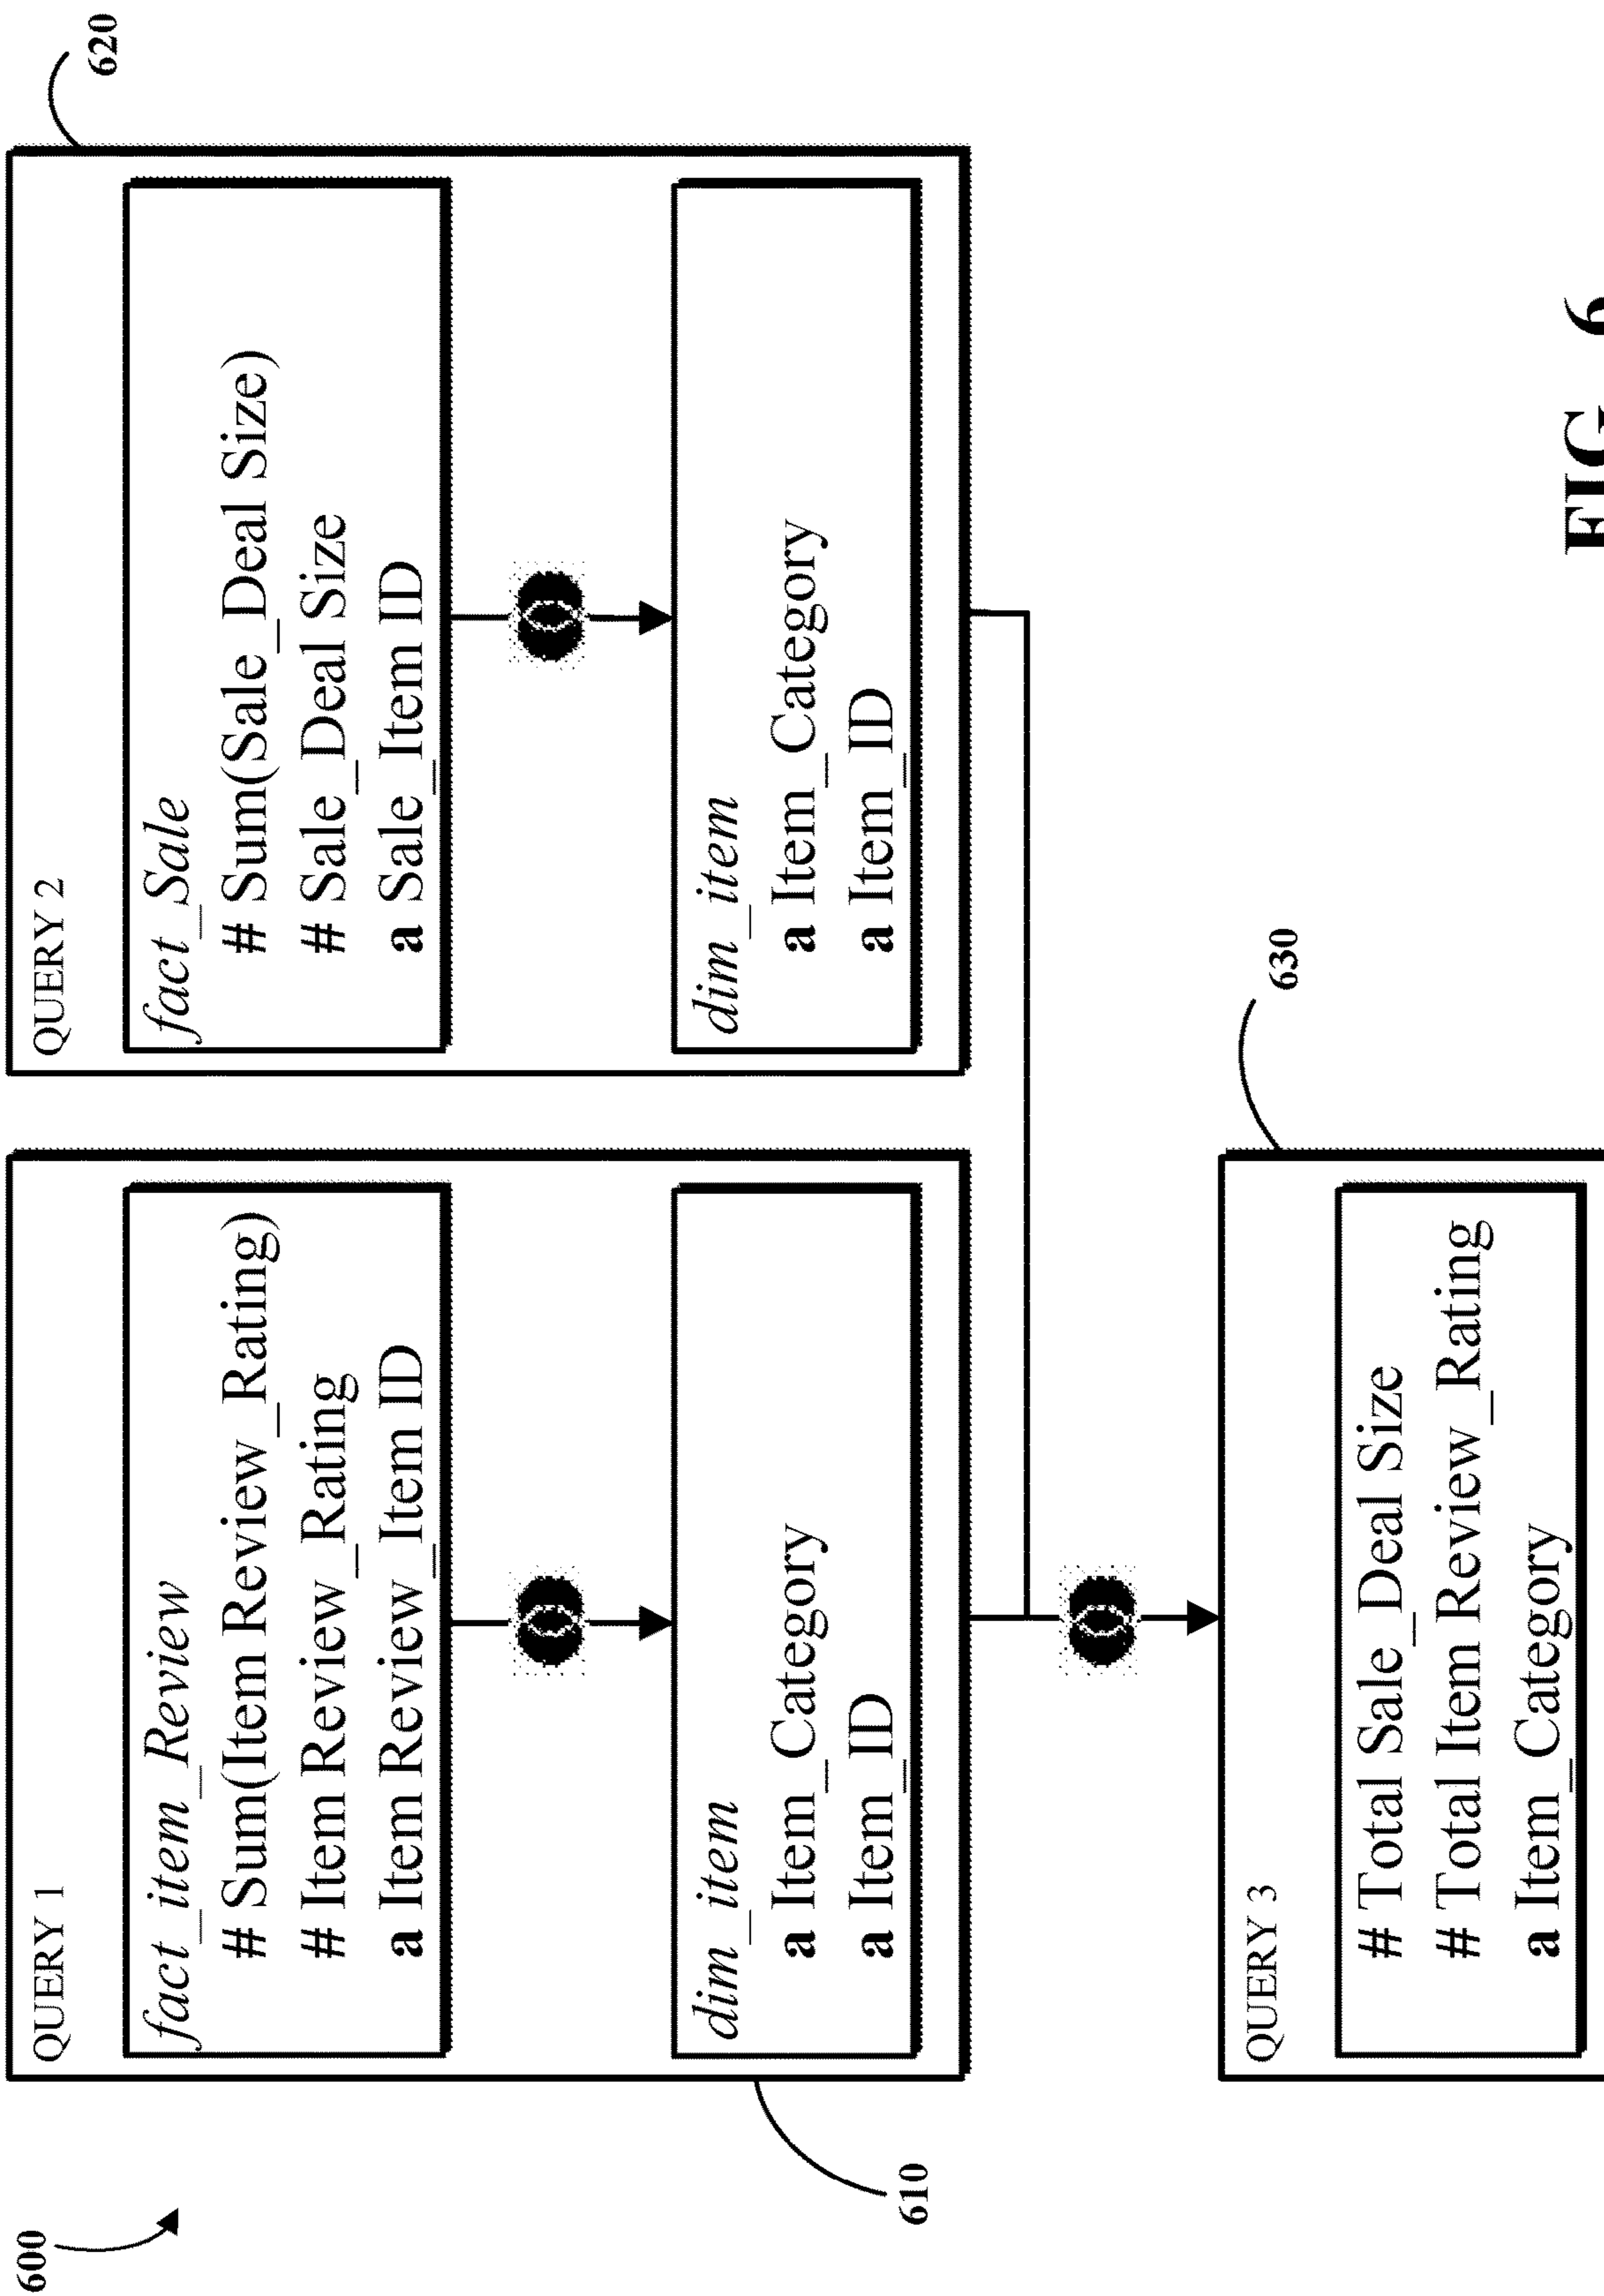 600
QUERY 1
fact_item_Review
# Sum(Item Review_Rating)
# Item Review_Rating
a Item Review_Item ID
dim_item
a Item_Category
a Item_ID
610
QUERY 2
fact_Sale
# Sum(Sale_Deal Size)
# Sale_Deal Size
a Sale_Item ID
dim_item
a Item_Category
a Item_ID
620
QUERY 3
# Total Sale_Deal Size
# Total Item Review_Rating
a Item_Category
630
FIG. 6